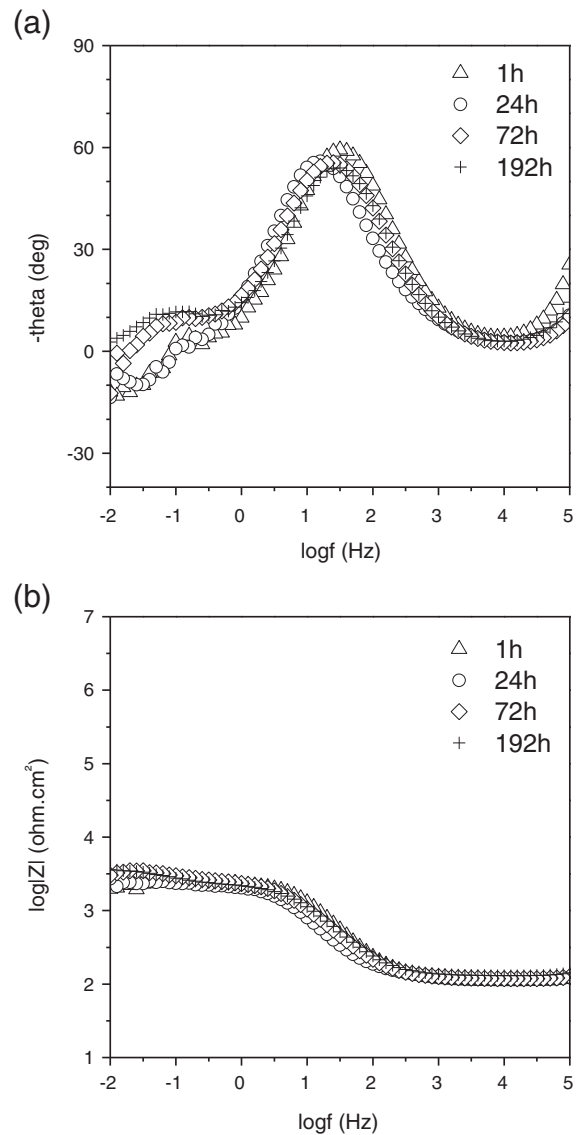 (a)
90
60
30
0
-30
-theta (deg)
1h
24h
72h
192h
-2 -1 0 1 2 3 4 5
logf (Hz)
(b)
7
6
5
4
3
2
1
log|Z| (ohm.cm²)
1h
24h
72h
192h
-2 -1 0 1 2 3 4 5
logf (Hz)